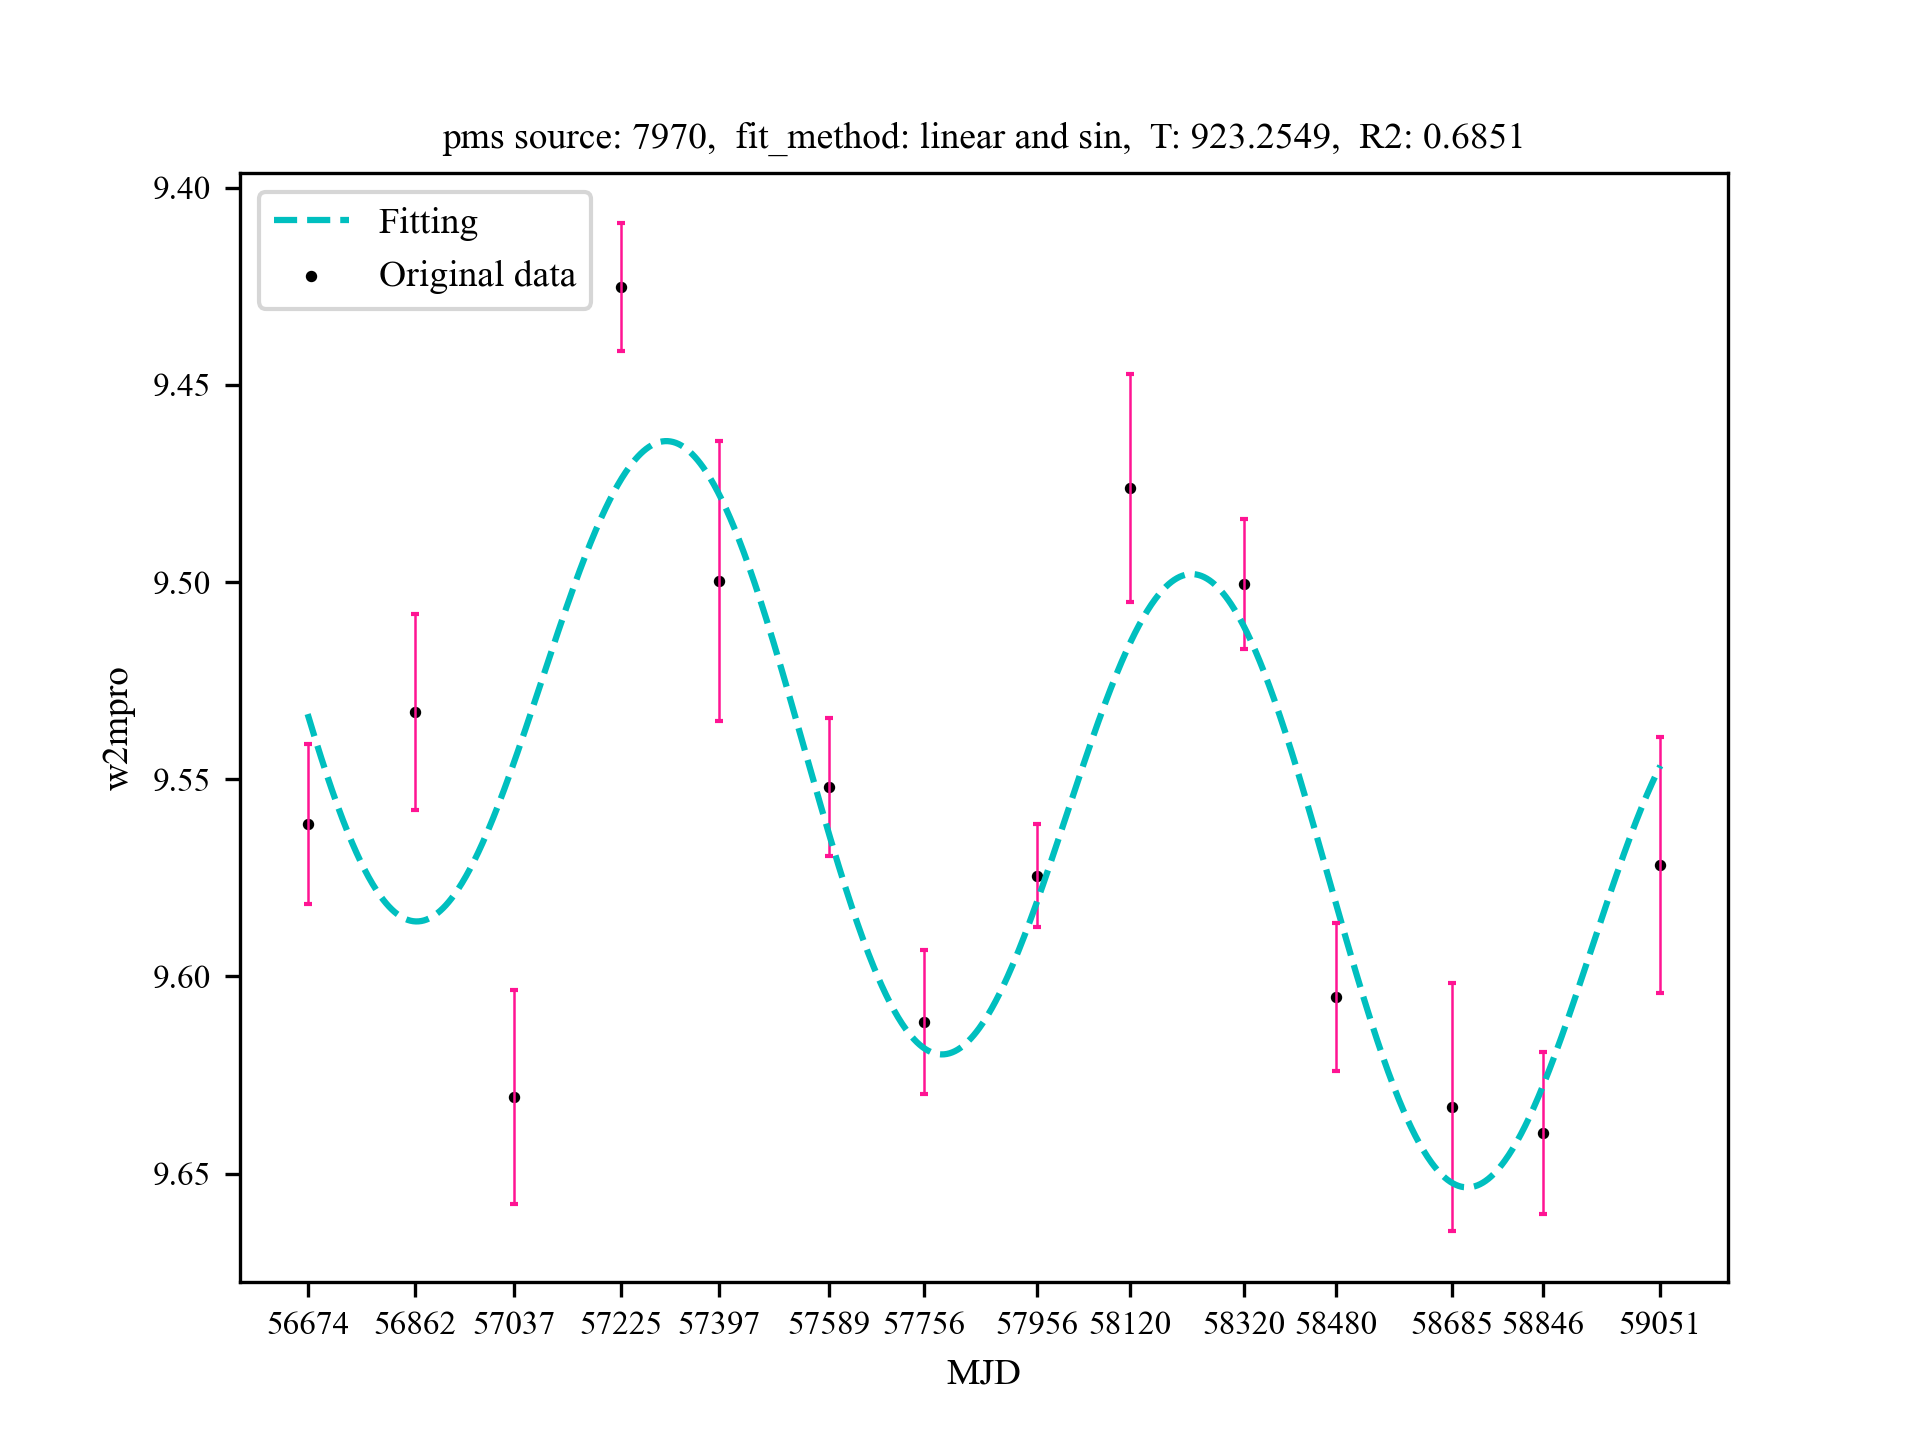 pms source: 7970, fit_method: linear and sin, T: 923.2549, R2: 0.6851
Fitting
Original data
9.40
9.45
9.50
9.55
9.60
9.65
w2mpro
56674 56862 57037 57225 57397 57589 57756 57956 58120 58320 58480 58685 58846 59051
MJD